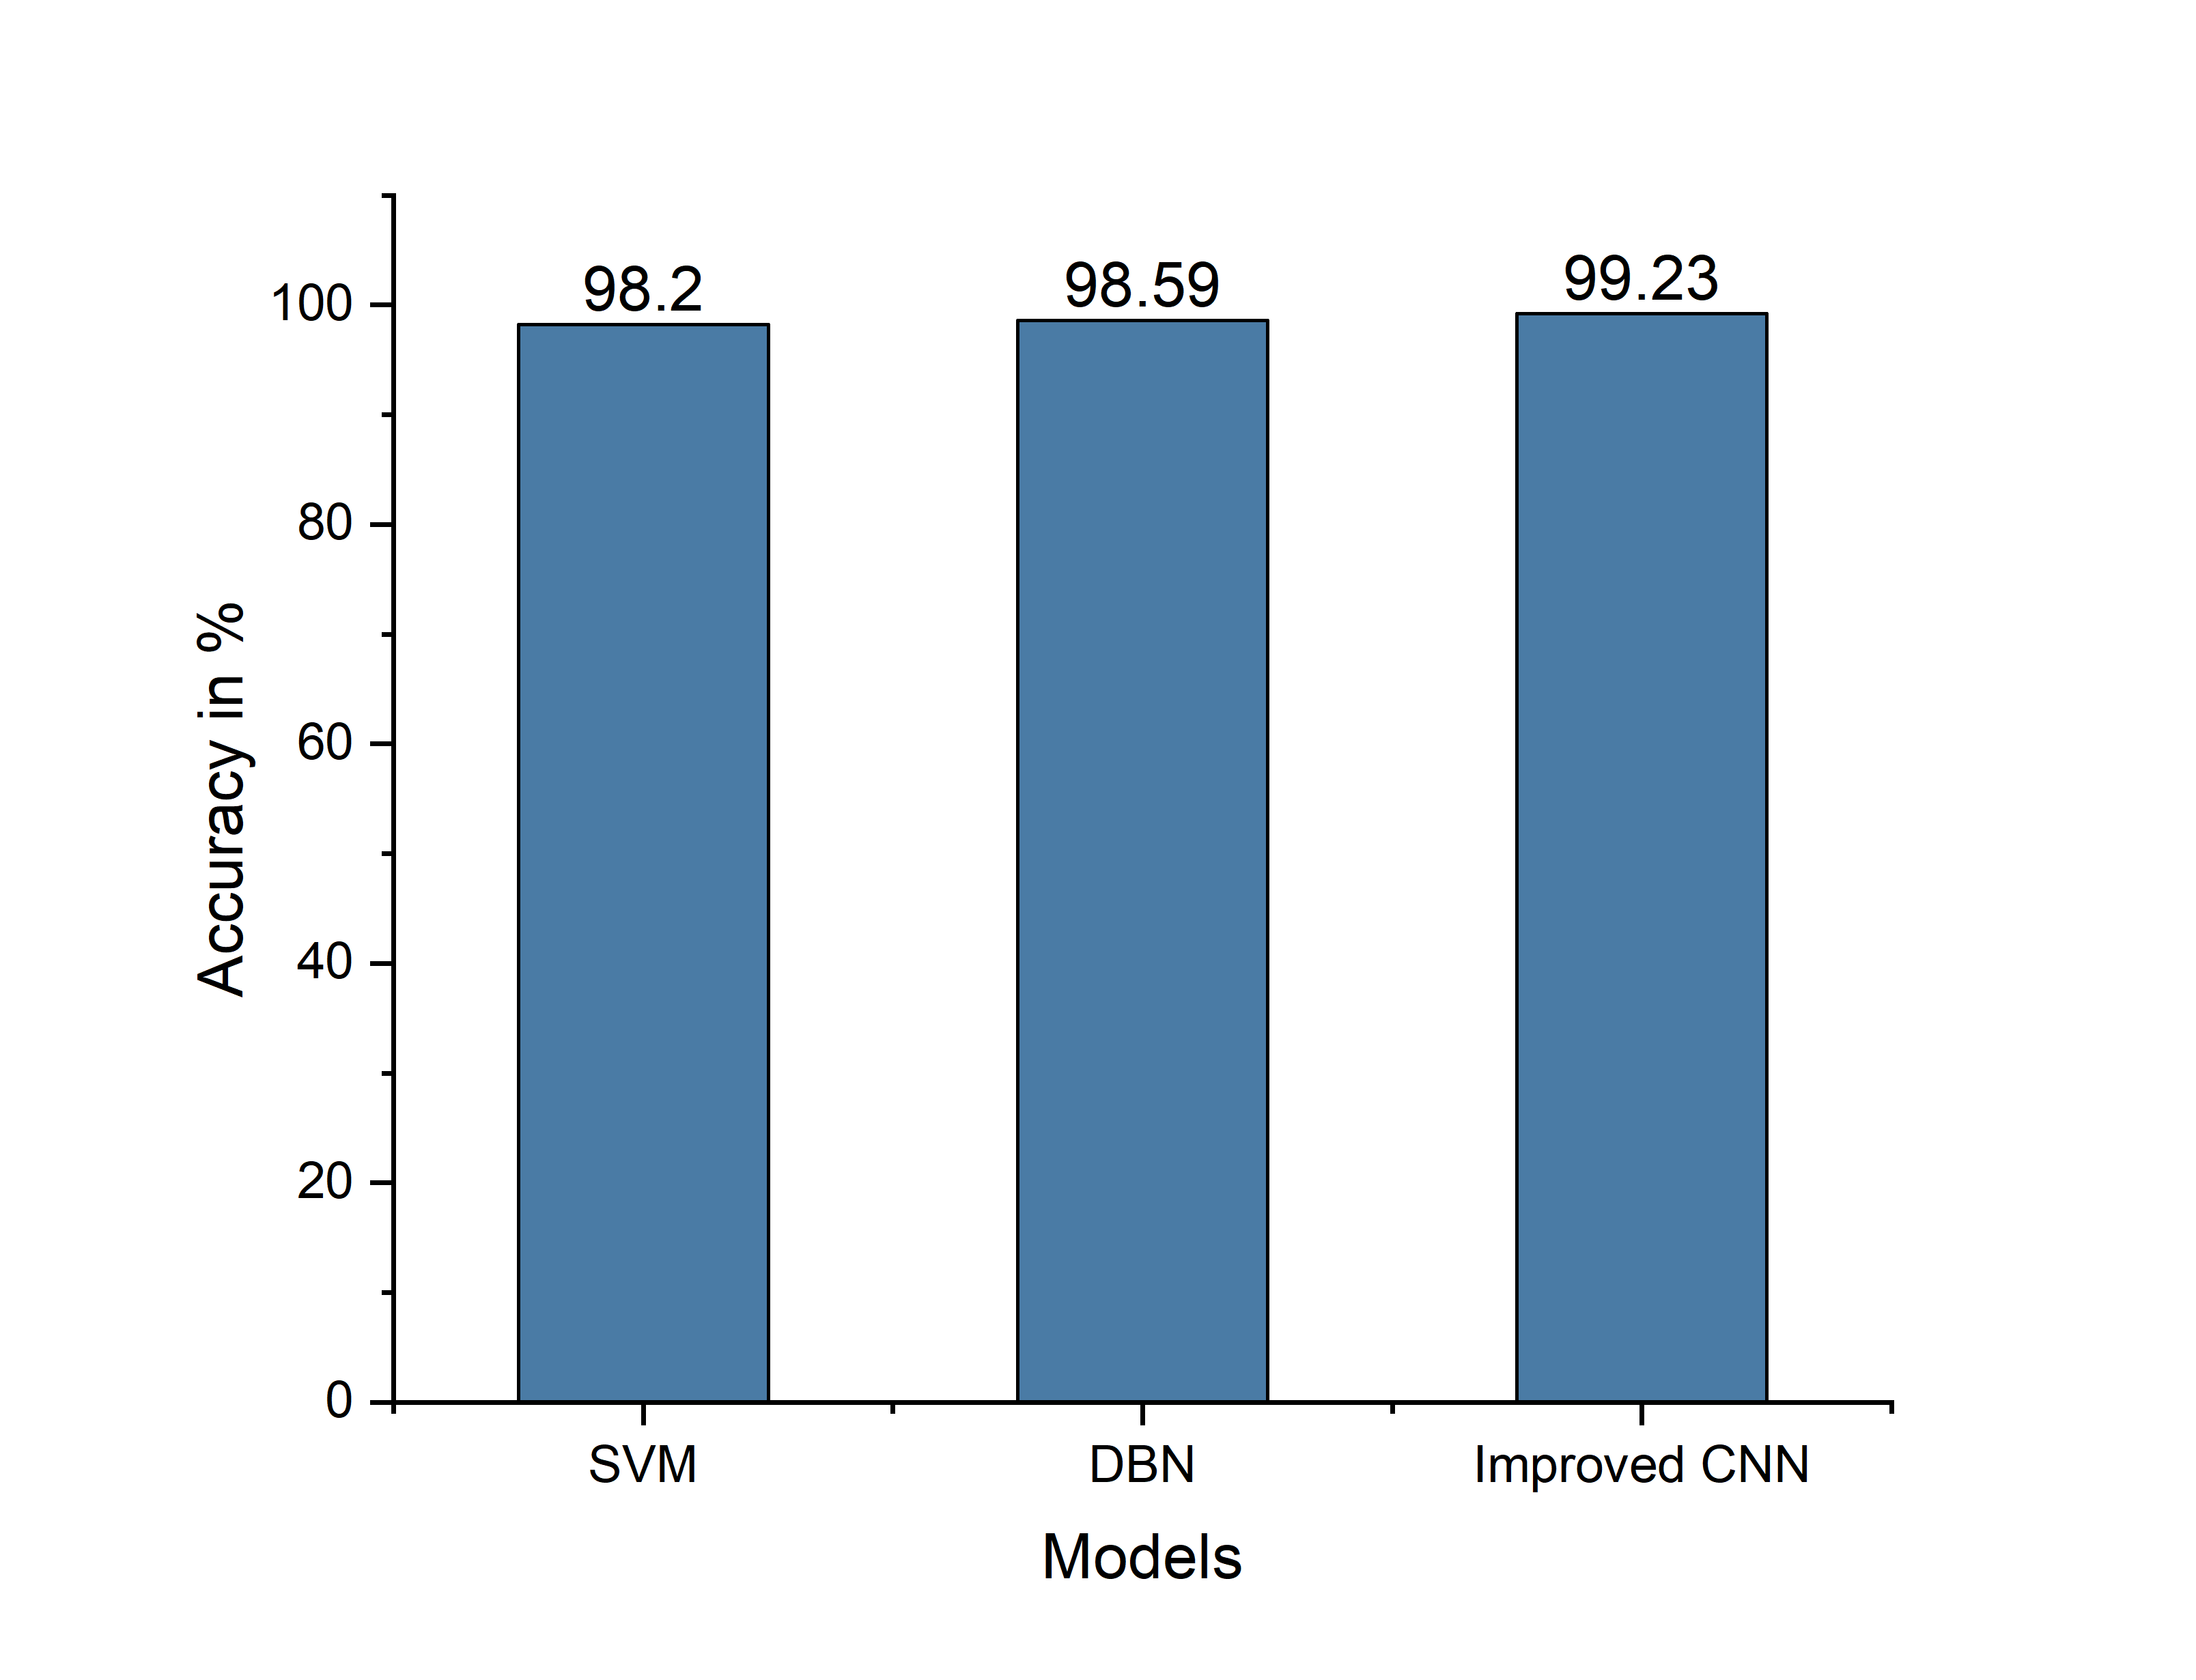 98.2
98.59
99.23
100
80
60
40
20
0
Accuracy in %
SVM
DBN
Improved CNN
Models